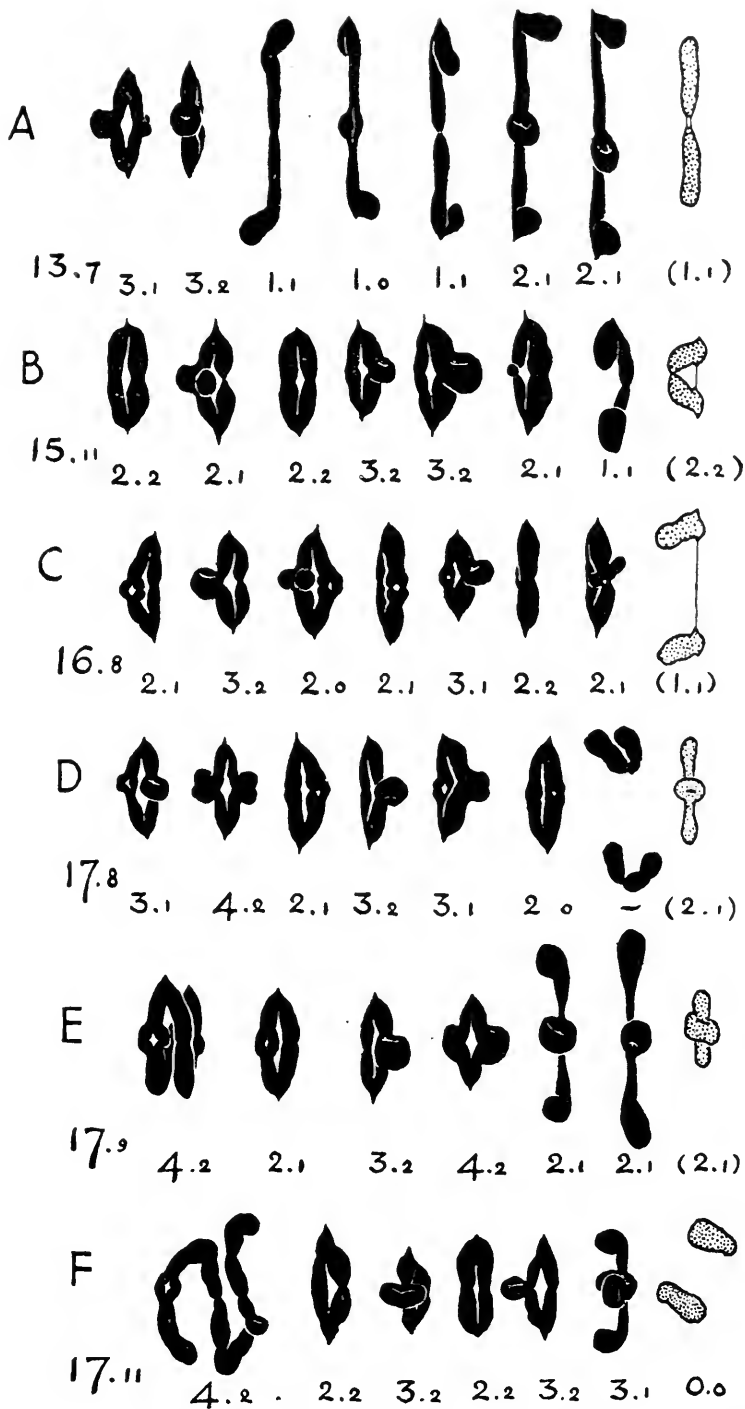 A
13.7 3.1 3.2 1.1 1.0 1.1 2.1 2.1 (1.1)
B
15.11 2.2 2.1 2.2 3.2 3.2 2.1 1.1 (2.2)
C
16.8 2.1 3.2 2.0 2.1 3.1 2.2 2.1 (1.1)
D
17.8 3.1 4.2 2.1 3.2 3.1 2 0 – (2.1)
E
17.9 4.2 2.1 3.2 4.2 2.1 2.1 (2.1)
F
17.11 4.2 . 2.2 3.2 2.2 3.2 3.1 0.0